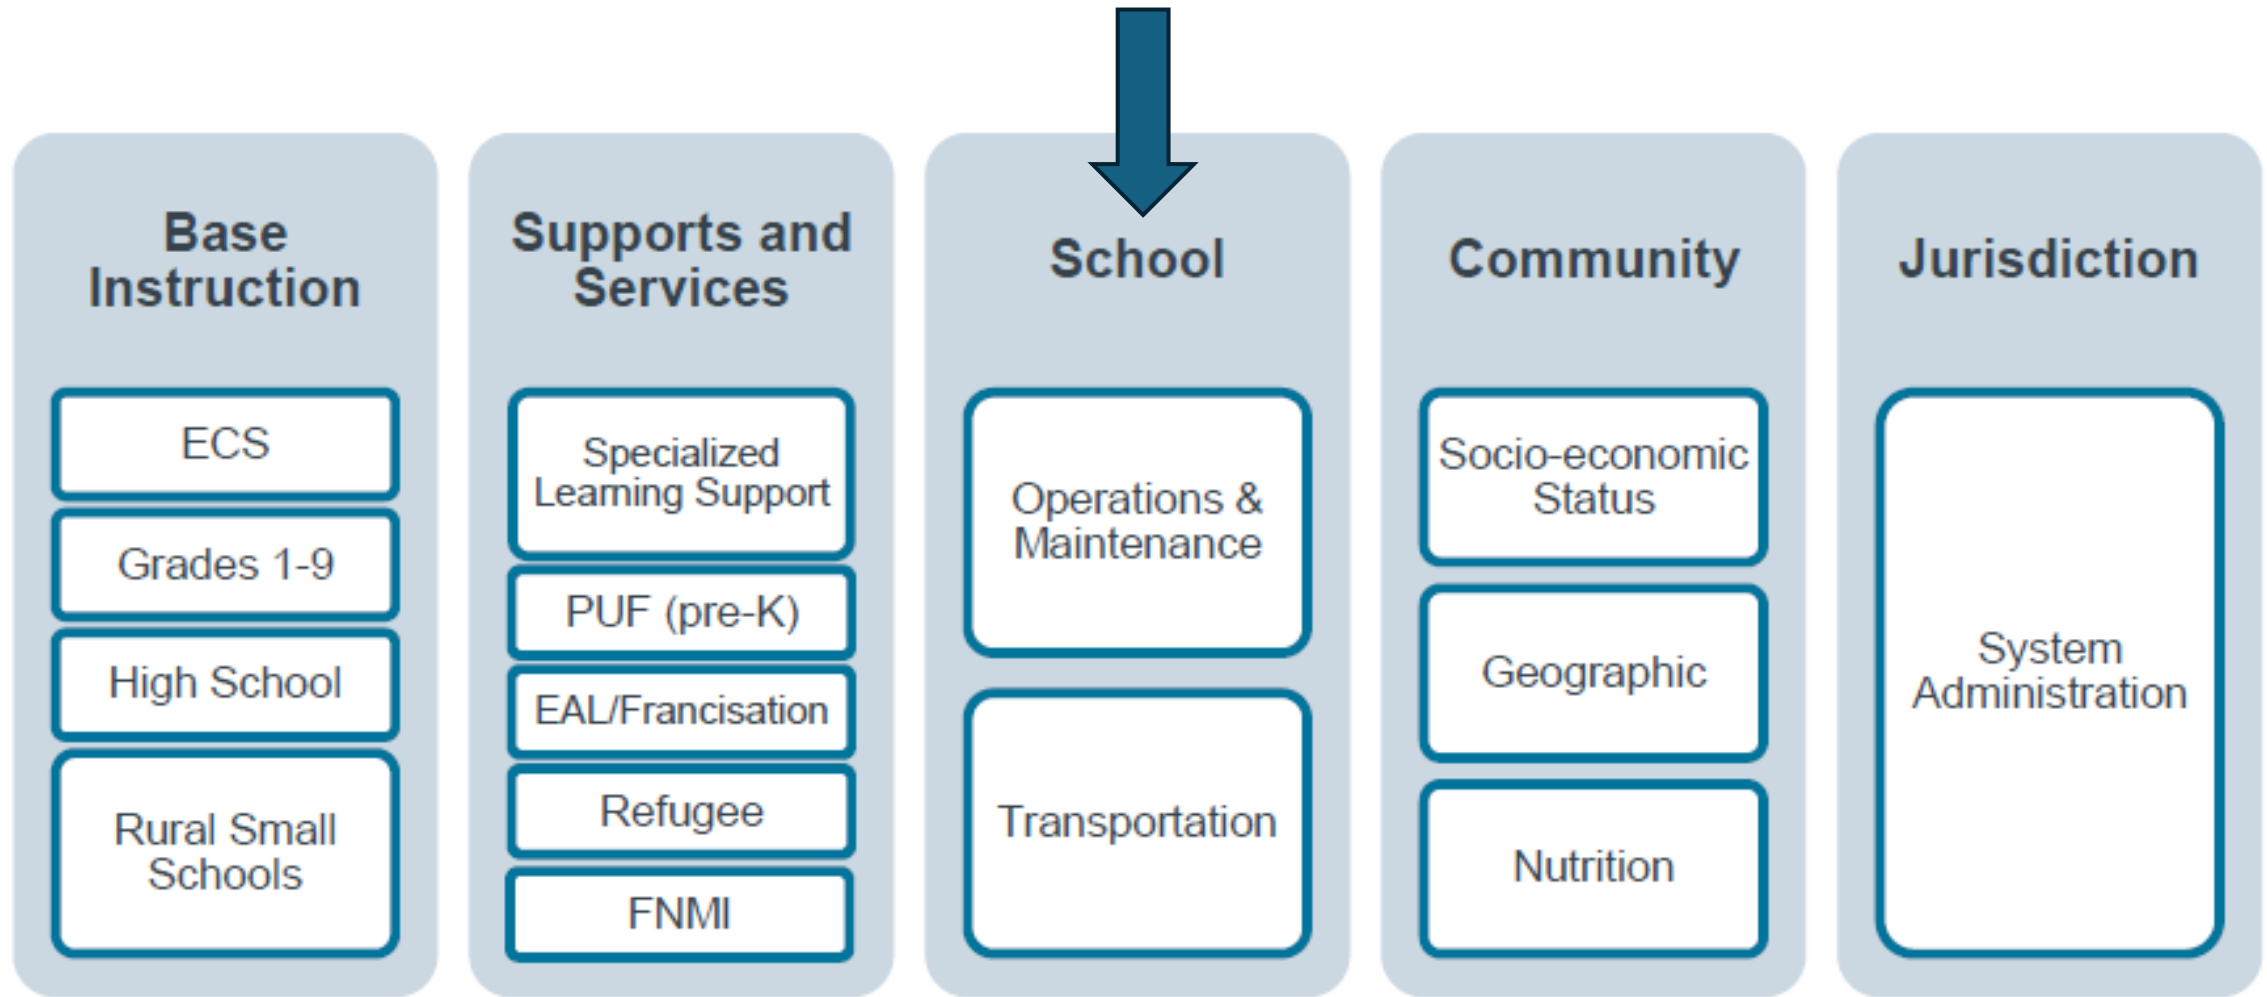 Base
Instruction
ECS
Grades 1-9
High School
Rural Small
Schools
Supports and
Services
Specialized
Learning Support
PUF (pre-K)
EAL/Francisation
Refugee
FNMI
School
Operations &
Maintenance
Transportation
Community
Socio-economic
Status
Geographic
Nutrition
Jurisdiction
System
Administration